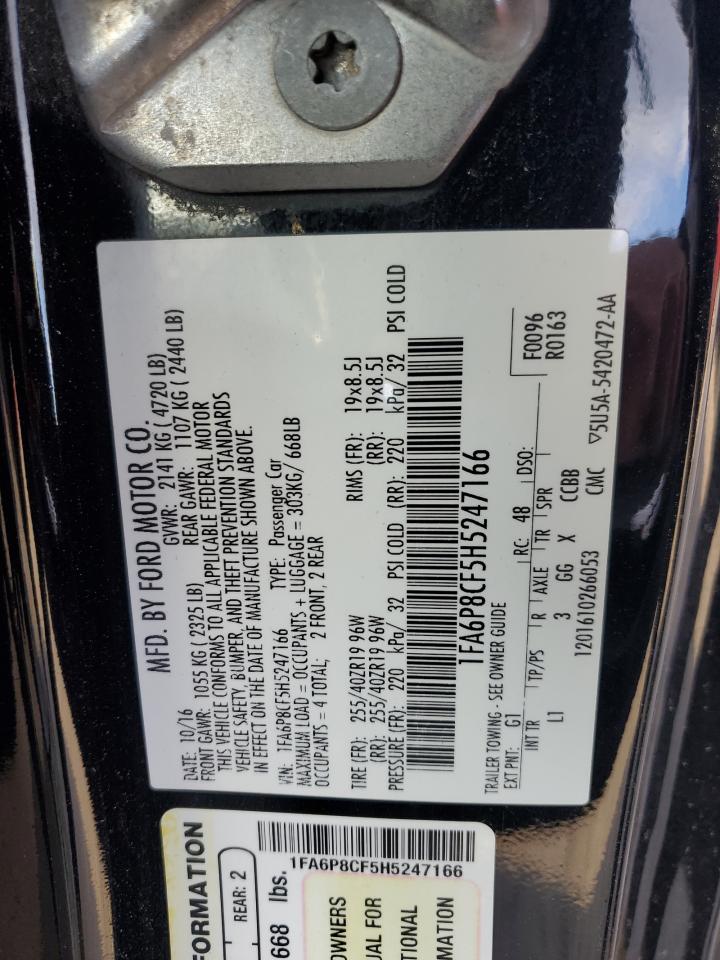 MFD. BY FORD MOTOR CO.
DATE: 10/16 GVWR: 2141 KG ( 4720 LB)
FRONT GAWR: 1055 KG ( 2325 LB) REAR GAWR: 1107 KG ( 2440 LB)
THIS VEHICLE CONFORMS TO ALL APPLICABLE FEDERAL MOTOR
VEHICLE SAFETY, BUMPER, AND THEFT PREVENTION STANDARDS
IN EFFECT ON THE DATE OF MANUFACTURE SHOWN ABOVE.
VIN: 1FA6P8CF5H5247166 TYPE: Passenger Car
MAXIMUM LOAD = OCCUPANTS + LUGGAGE = 303KG/ 668LB
OCCUPANTS = 4 TOTAL; 2 FRONT, 2 REAR
TIRE (FR): 255/40ZR19 96W RIMS (FR): 19x8.5J
(RR): 255/40ZR19 96W (RR): 19x8.5J
PRESSURE (FR): 220 kPa/ 32 PSI COLD (RR): 220 kPa/ 32 PSI COLD
1FA6P8CF5H5247166
TRAILER TOWING - SEE OWNER GUIDE
F0096
EXT PNT: G1 RC: 48 DSO: R0163
INT TR TP/PS R AXLE TR SPR
L1 3 GG X CCBB
1201610266053 CMC ▽5U5A-5420472-AA
FORMATION
REAR: 2
668 lbs.
1FA6P8CF5H5247166
OWNERS
UAL FOR
TIONAL
MATION